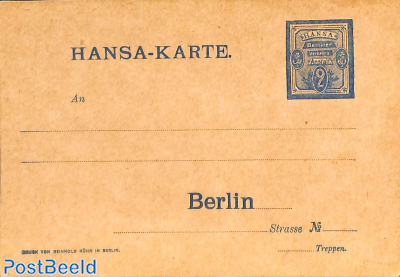 HANSA-KARTE.
HANSA
2
An
Berlin
Strasse №
Treppen.
DRUCK VON REINHOLD KÜHN IN BERLIN.
PostBeeld